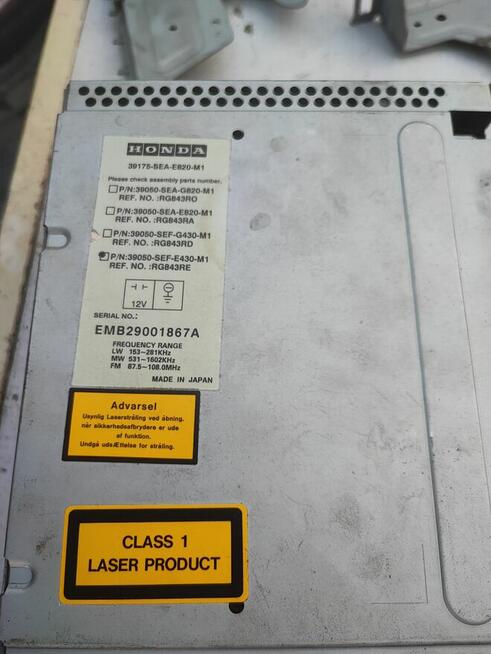 HONDA
39175-SEA-E820-M1
Please check assembly parts number.
P/N:39050-SEA-G820-M1
REF. NO. :RG843RO
P/N:39050-SEA-E820-M1
REF. NO. :RG843RA
P/N:39050-SEF-G430-M1
REF. NO. :RG843RD
P/N:39050-SEF-E430-M1
REF. NO. :RG843RE
12V
SERIAL NO.:
EMB29001867A
FREQUENCY RANGE
LW 153~281KHz
MW 531~1602KHz
FM 87.5~108.0MHz
MADE IN JAPAN
Advarsel
Usynlig Laserstråling ved åbning,
når sikkerhedsafbrydere er ude
af funktion.
Undgå udsÆttelse for stråling.
CLASS 1
LASER PRODUCT